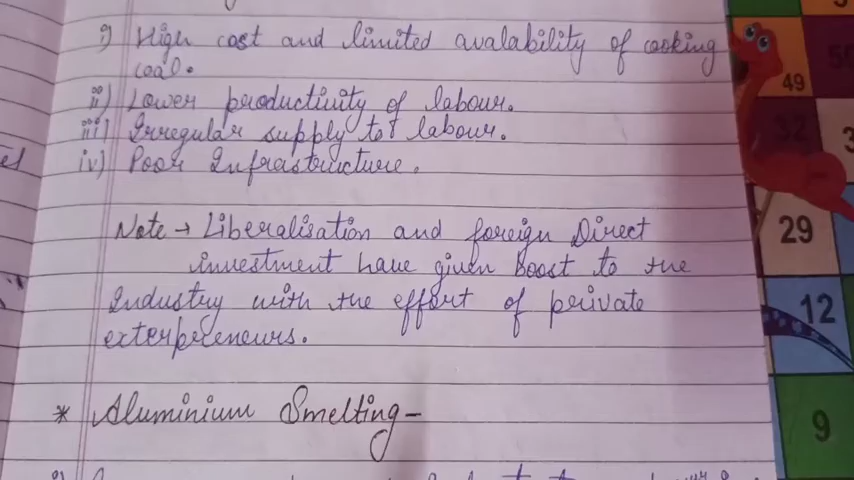 i) High cost and limited avalability of cooking
coal.
ii) Lower productivity of labour.
iii) Irregular supply tof labour.
iv) Poor Infrastructure.
Note → Liberalisation and foreign Direct
investment have given boost to the
Industry with the effort of private
exterpreneurs.
* Aluminium Smelting-
49
32
29
12
9